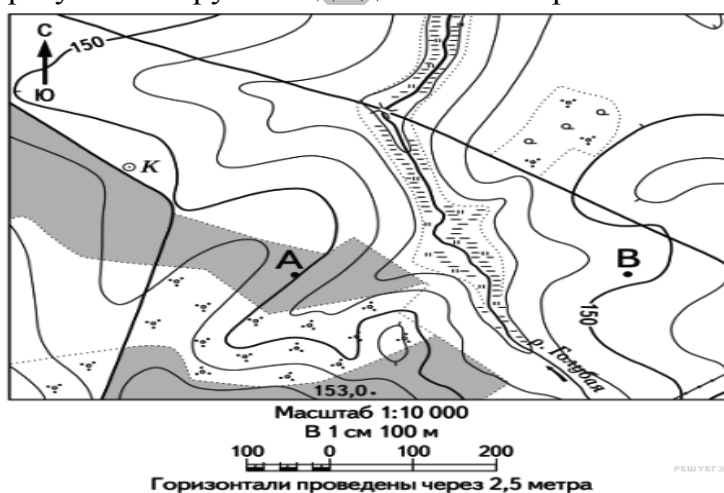 С
150
Ю
К
А
В
150
р. Голубая
153,0
Масштаб 1:10 000
В 1 см 100 м
100 0 100 200
Горизонтали проведены через 2,5 метра
РЕШУЕГЭ